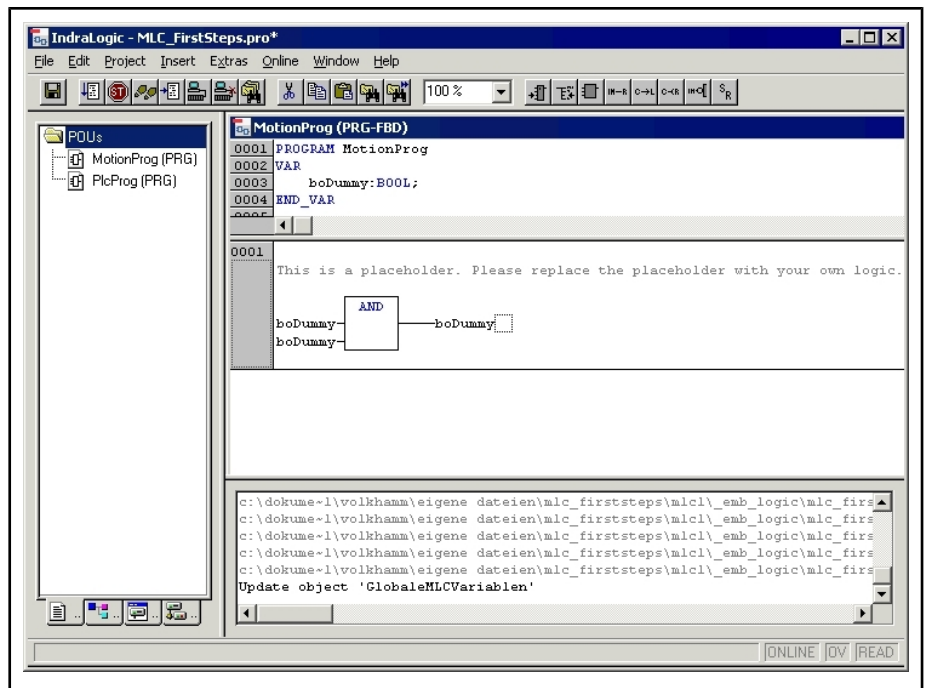 IndraLogic - MLC_FirstSteps.pro*
File Edit Project Insert Extras Online Window Help
100 %
POUs
MotionProg (PRG)
PlcProg (PRG)
MotionProg (PRG-FBD)
0001 PROGRAM MotionProg
0002 VAR
0003 boDummy:BOOL;
0004 END_VAR
0001
This is a placeholder. Please replace the placeholder with your own logic.
AND
boDummy boDummy
boDummy
c:\dokume~1\volkhamm\eigene dateien\mlc_firststeps\mlc1\_emb_logic\mlc_firs
c:\dokume~1\volkhamm\eigene dateien\mlc_firststeps\mlc1\_emb_logic\mlc_firs
c:\dokume~1\volkhamm\eigene dateien\mlc_firststeps\mlc1\_emb_logic\mlc_firs
c:\dokume~1\volkhamm\eigene dateien\mlc_firststeps\mlc1\_emb_logic\mlc_firs
c:\dokume~1\volkhamm\eigene dateien\mlc_firststeps\mlc1\_emb_logic\mlc_firs
Update object 'GlobaleMLCVariablen'
ONLINE OV READ